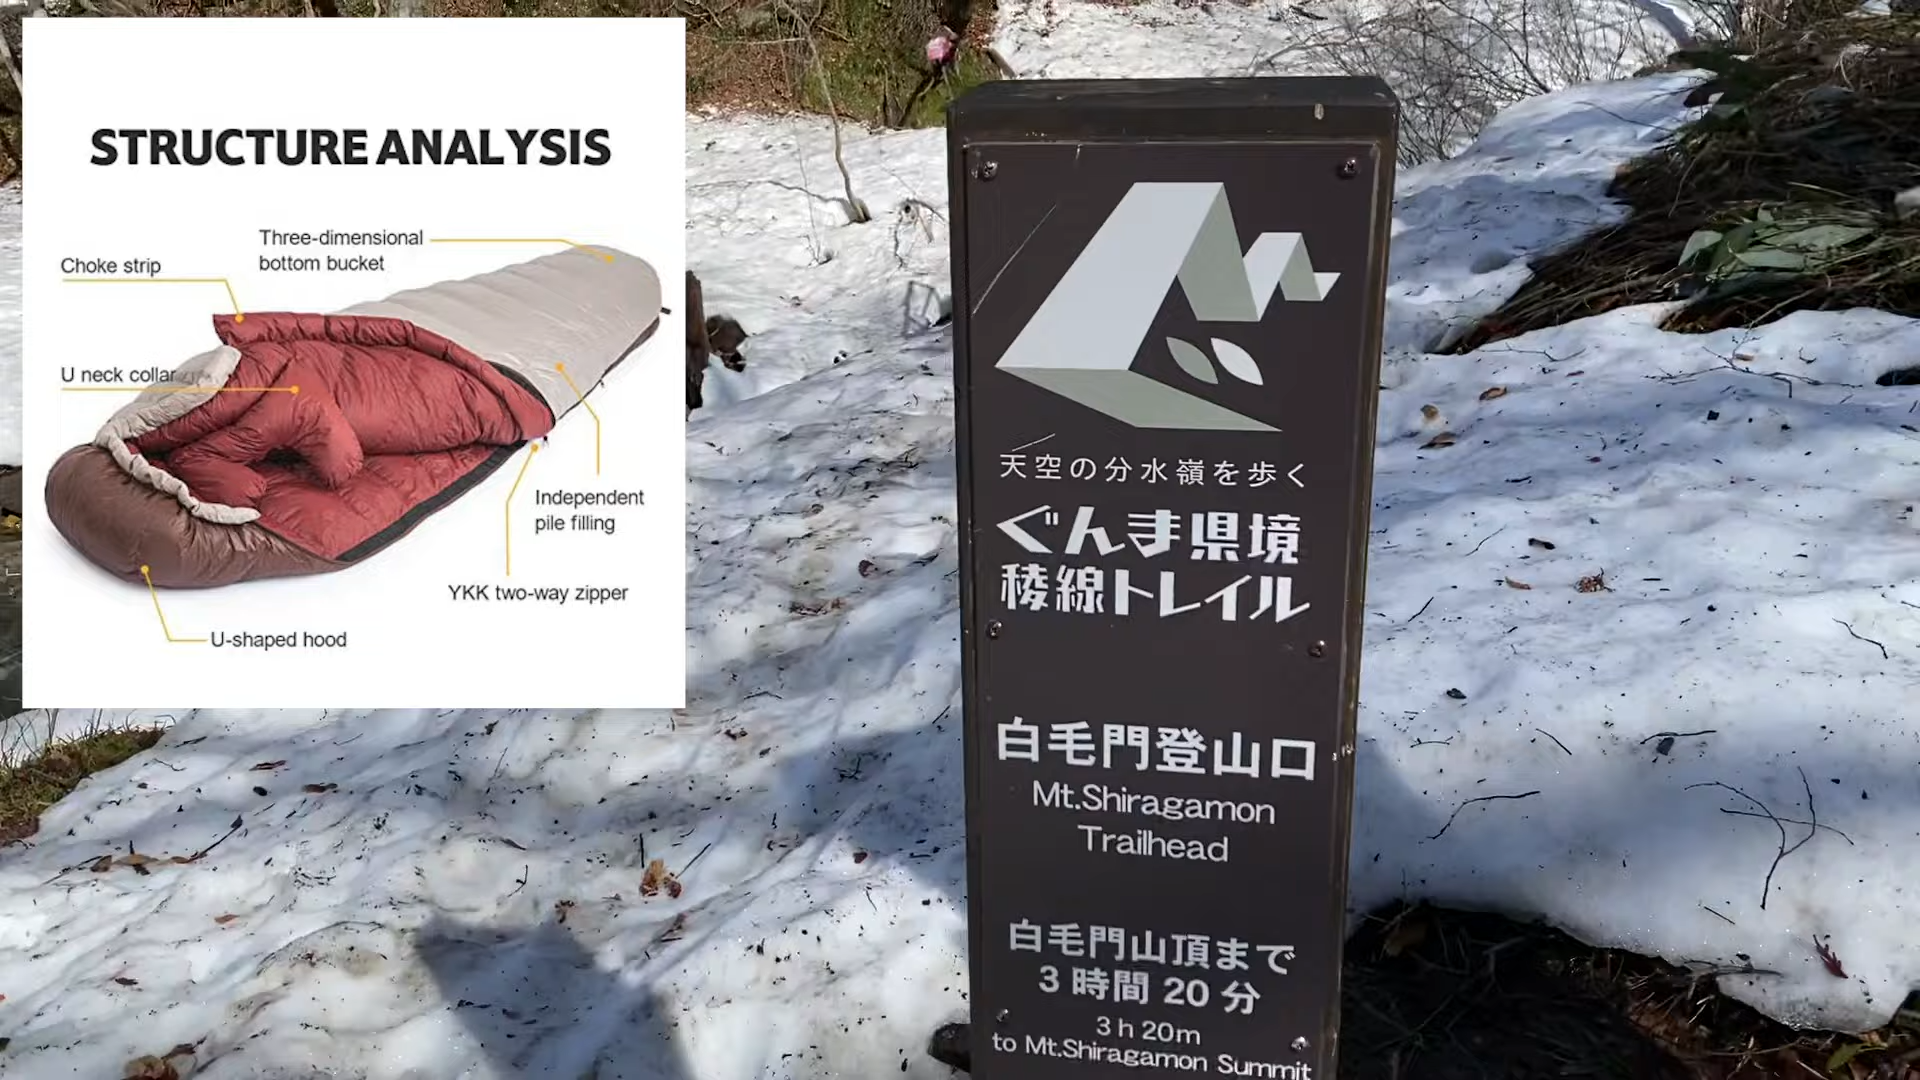 STRUCTURE ANALYSIS
Three-dimensional
bottom bucket
Choke strip
U neck collar
Independent
pile filling
YKK two-way zipper
U-shaped hood
天空の分水嶺を歩く
ぐんま県境
稜線トレイル
白毛門登山口
Mt.Shiragamon
Trailhead
白毛門山頂まで
3時間20分
3h20m
to Mt.Shiragamon Summit